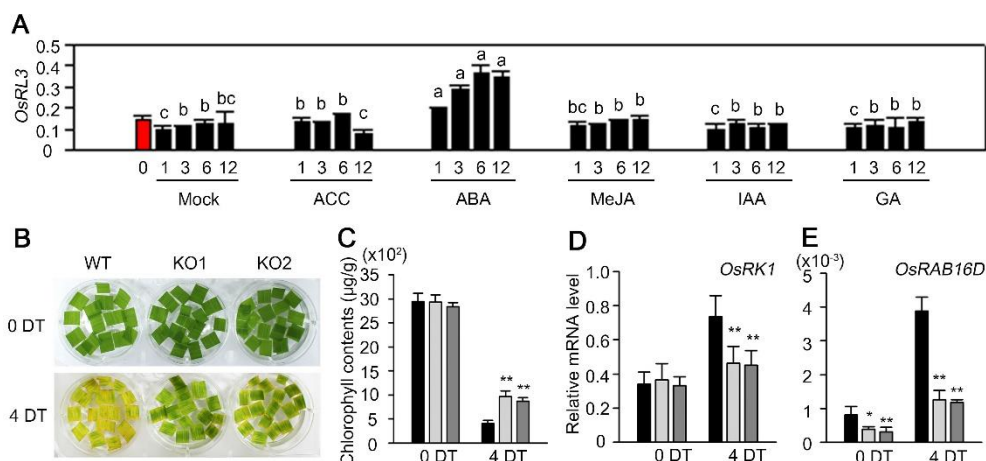 A
OsRL3
0.5
0.4
0.3
0.2
0.1
0
c b b bc
b b b c
a a a a
bc b b b
c b b b
b b b b
0 1 3 6 12 1 3 6 12 1 3 6 12 1 3 6 12 1 3 6 12 1 3 6 12
Mock ACC ABA MeJA IAA GA
B
WT KO1 KO2
0 DT
4 DT
C (x10²)
Chlorophyll contents (µg/g)
35
30
20
10
0
** **
0 DT 4 DT
D
OsRK1
Relative mRNA level
1.0
0.8
0.6
0.4
0.2
0
** **
0 DT 4 DT
E
(x10⁻³)
OsRAB16D
5
4
3
2
1
0
* ** ** **
0 DT 4 DT